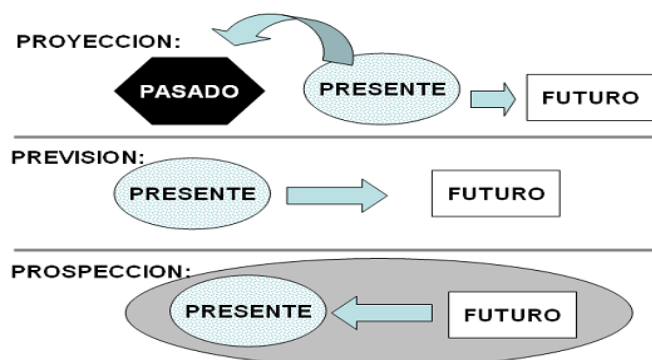 PROYECCION:
PASADO
PRESENTE
FUTURO
PREVISION:
PRESENTE
FUTURO
PROSPECCION:
PRESENTE
FUTURO